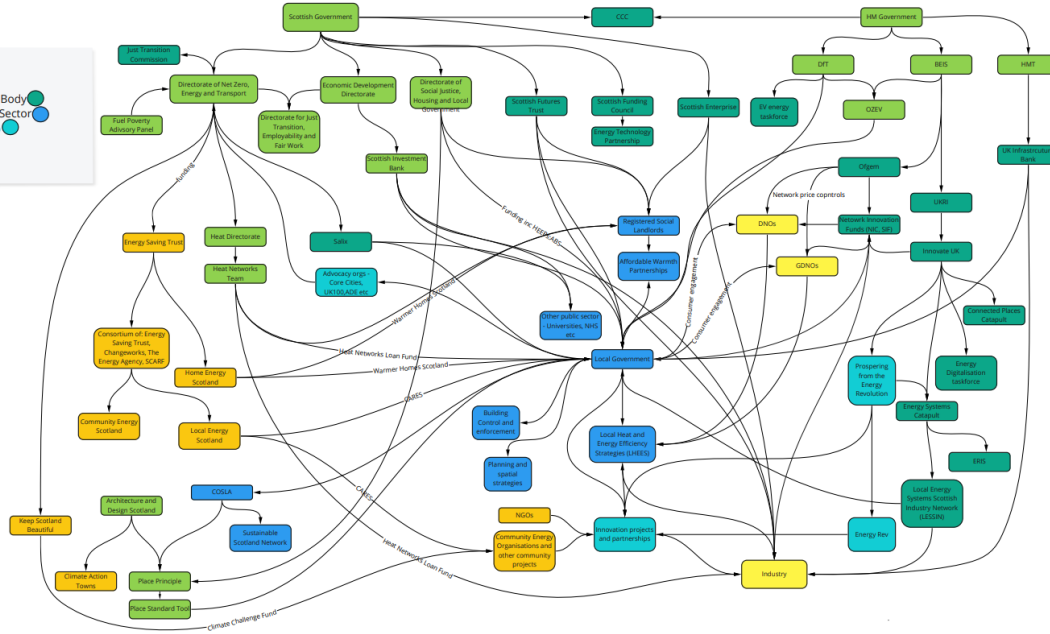 Scottish Government
CCC
HM Government
Just Transition
Commission
DfT
BEIS
HMT
Body
Sector
Directorate of Net Zero,
Energy and Transport
Economic Development
Directorate
Directorate of
Social Justice,
Housing and Local
Government
Scottish Futures
Trust
Scottish Funding
Council
Scottish Enterprise
EV energy
taskforce
OZEV
Fuel Poverty
Adivsory Panel
Directorate for Just
Transition,
Employability and
Fair Work
Energy Technology
Partnership
Scottish Investment
Bank
UK Infrastrcutur
Bank
Ofgem
funding
Network price copntrols
UKRI
Funding inc HEEPS:ABS
Registered Social
Landlords
DNOs
Netowrk Innovation
Funds (NIC, SIF)
Energy Saving Trust
Heat Directorate
Salix
Innovate UK
Affordable Warmth
Partnerships
GDNOs
Heat Networks
Team
Advocacy orgs -
Core Cities,
UK100,ADE etc
Warmer Homes Scotland
Consumer engagement
Consumer engagement
Connected Places
Catapult
Other public sector
- Universities, NHS
etc
Consortium of: Energy
Saving Trust,
Changeworks, The
Energy Agency, SCARF
Heat Networks Loan Fund
Local Government
Warmer Homes Scotland
Home Energy
Scotland
Prospering
from the
Energy
Revolution
Energy
Digitalisation
taskforce
CARES
Community Energy
Scotland
Local Energy
Scotland
Building
Control and
enforcement
Energy Systems
Catapult
Local Heat and
Energy Efficiency
Strategies (LHEES)
Planning and
spatial
strategies
ERIS
COSLA
CARES
Local Energy
Systems Scottish
Industry Network
(LESSIN)
Architecture and
Design Scotland
Keep Scotland
Beautiful
Sustainable
Scotland Network
NGOs
Innovation projects
and partnerships
Energy Rev
Community Energy
Organisations and
other community
projects
Heat Networks Loan Fund
Climate Action
Towns
Place Principle
Industry
Place Standard Tool
Climate Challenge Fund